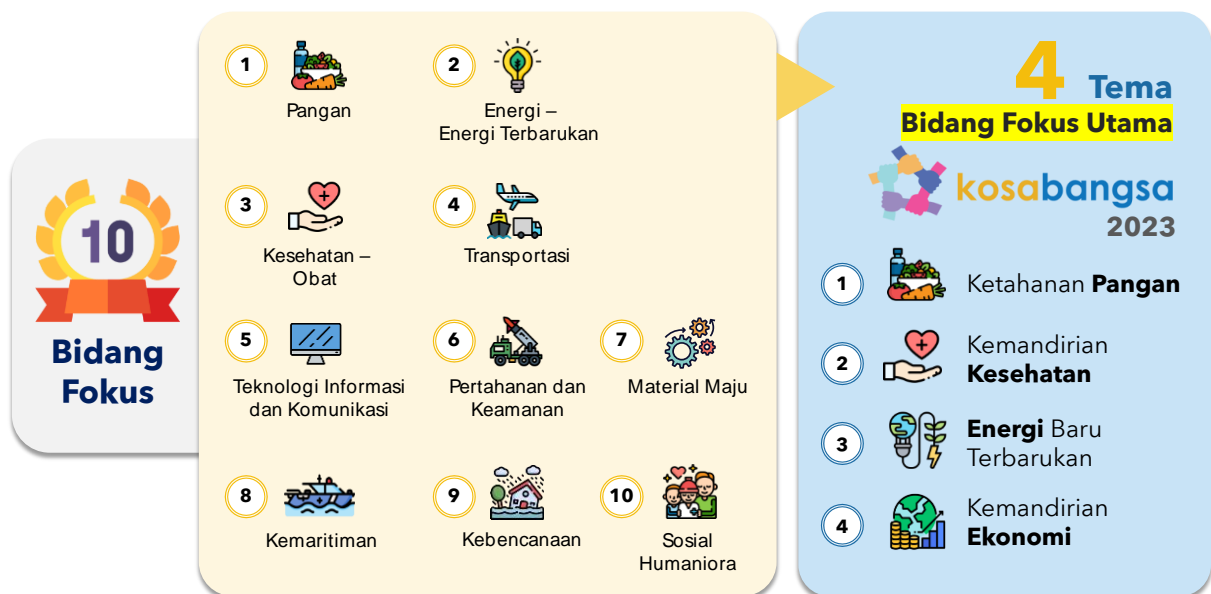 10
Bidang
Fokus
1
Pangan
2
Energi –
Energi Terbarukan
3
Kesehatan –
Obat
4
Transportasi
5
Teknologi Informasi
dan Komunikasi
6
Pertahanan dan
Keamanan
7
Material Maju
8
Kemaritiman
9
Kebencanaan
10
Sosial
Humaniora
4 Tema
Bidang Fokus Utama
kosabangsa
2023
1
Ketahanan Pangan
2
Kemandirian
Kesehatan
3
Energi Baru
Terbarukan
4
Kemandirian
Ekonomi